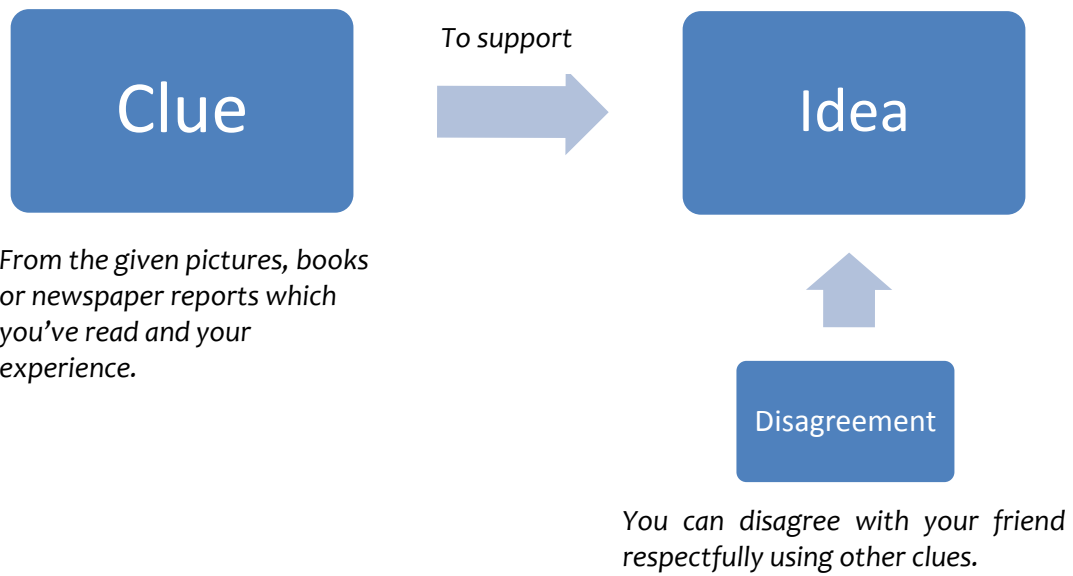 To support
Clue
Idea
From the given pictures, books
or newspaper reports which
you’ve read and your
experience.
Disagreement
You can disagree with your friend
respectfully using other clues.